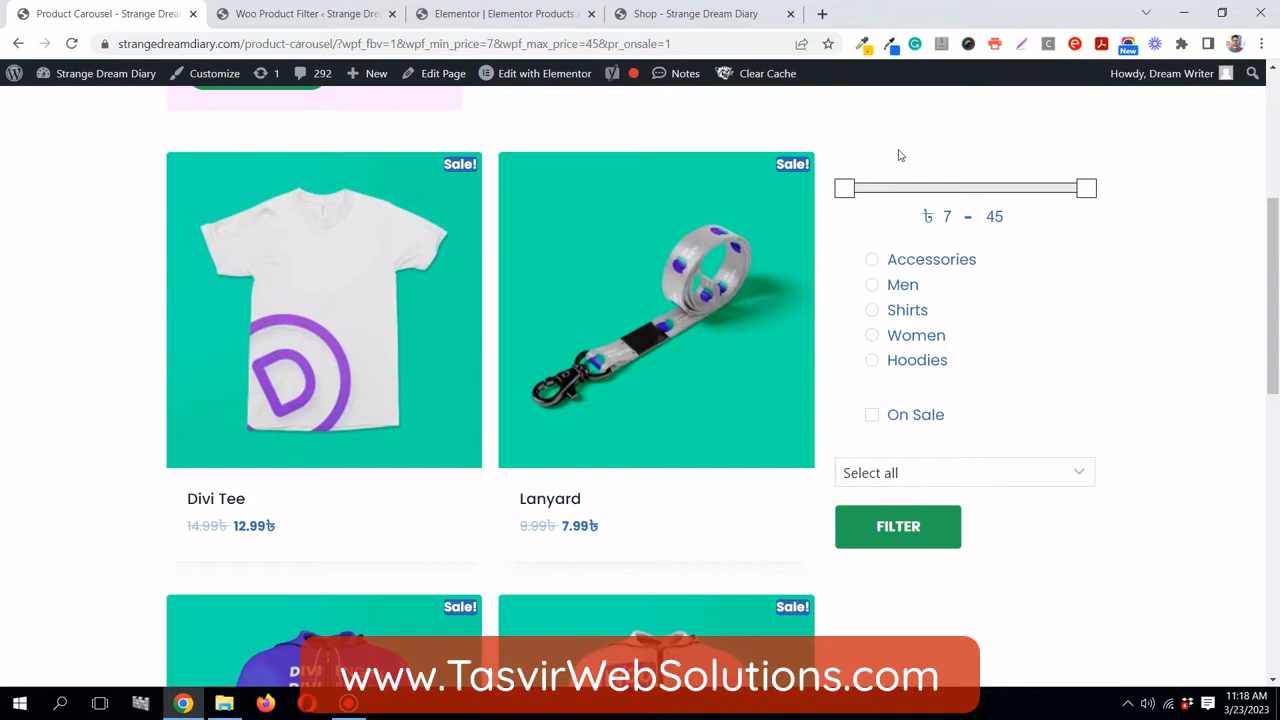 Product Carousel - Strange Dream
Woo Product Filter ‹ Strange Dre
Elementor | Elementor Products
Shop - Strange Dream Diary
strangedreamdiary.com/product-carousel/?wpf_fbv=1&wpf_min_price=7&wpf_max_price=45&pr_onsale=1
New
Strange Dream Diary
Customize
1
292
New
Edit Page
Edit with Elementor
Notes
Clear Cache
Howdy, Dream Writer
Sale!
Sale!
৳ 7 - 45
Accessories
Men
Shirts
Women
Hoodies
On Sale
Select all
FILTER
D
Divi Tee
14.99৳ 12.99৳
Lanyard
9.99৳ 7.99৳
Sale!
Sale!
DIVI
www.TasvirWebSolutions.com
11:18 AM
3/23/2023